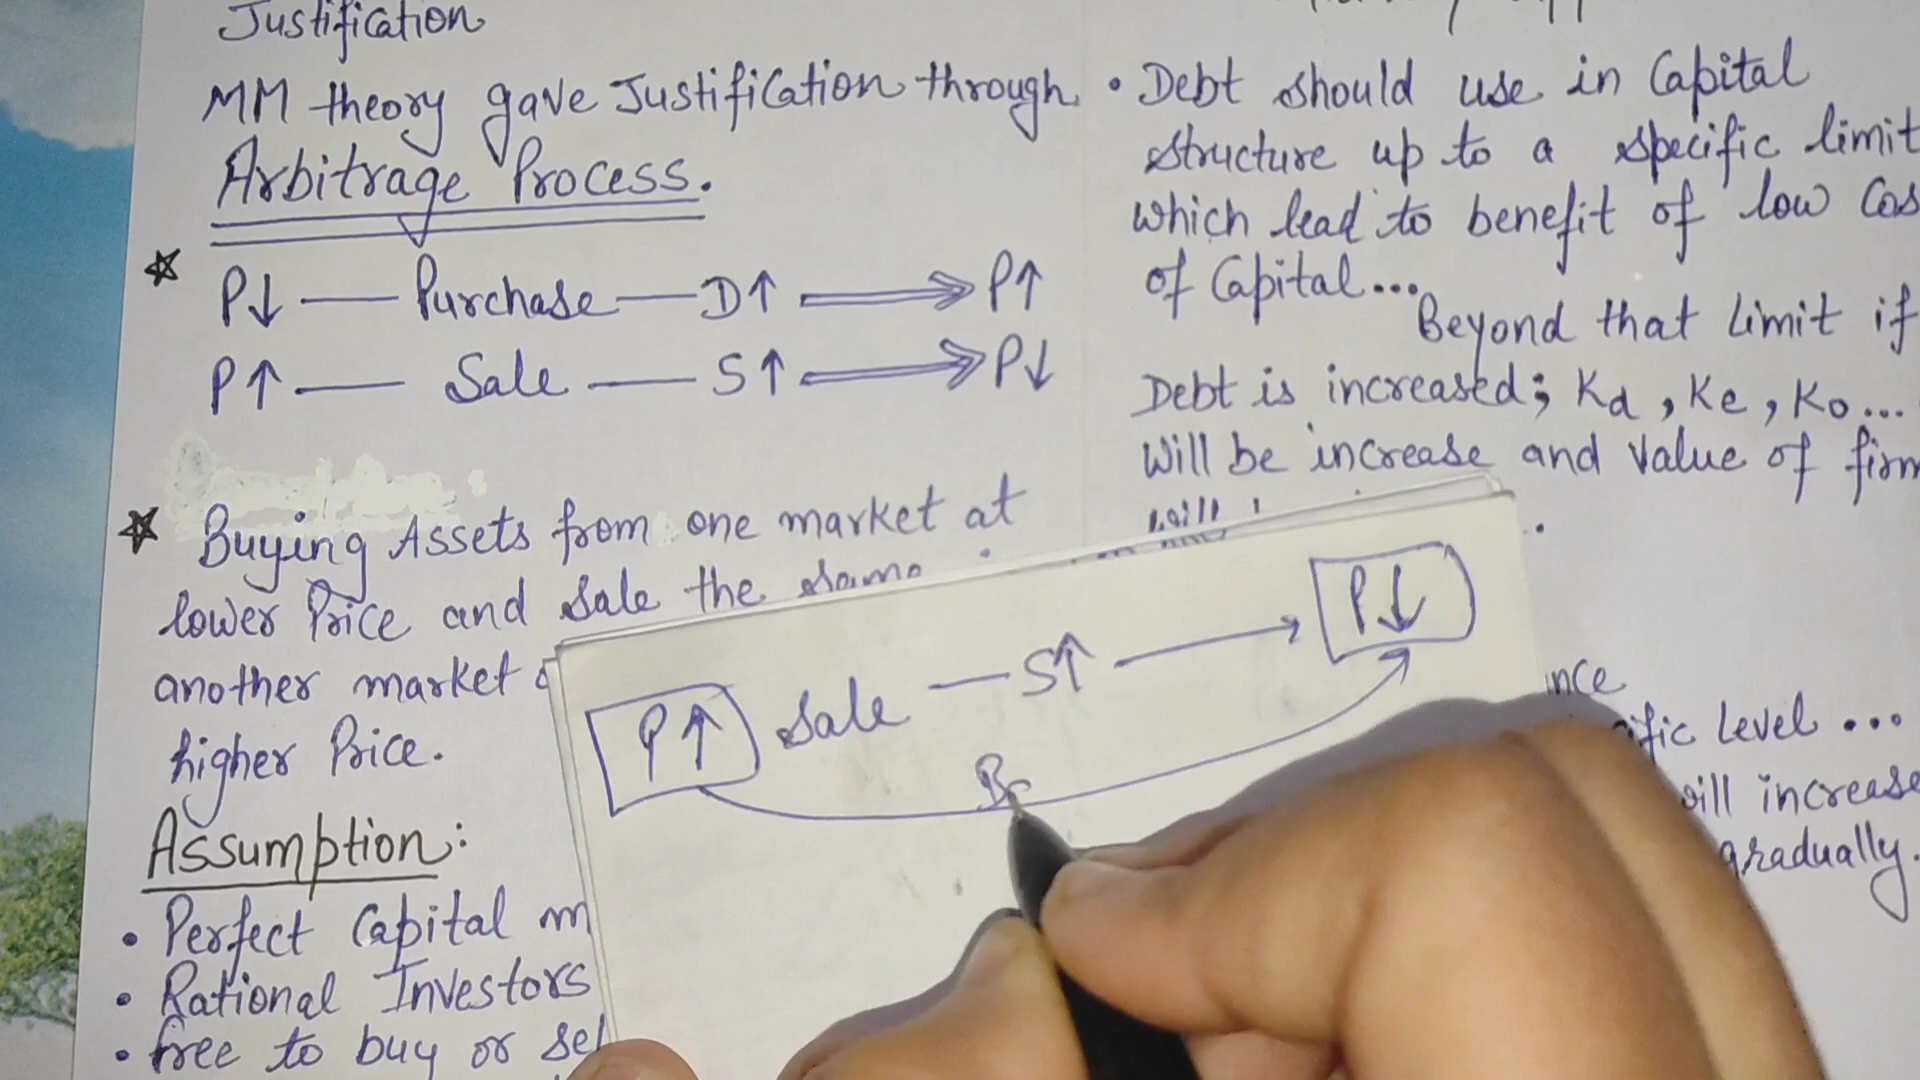 Justification
MM theory gave Justification through
Arbitrage Process.
P↓ — Purchase — D↑ ⇒ P↑
P↑ — Sale — S↑ ⇒ P↓
Buying Assets from one market at
lower Price and Sale the same
another market
higher Price.
Assumption:
• Perfect Capital
• Rational Investors
• free to buy or
• Debt should use in Capital
structure up to a specific limit
which lead to benefit of low
of Capital...
Beyond that Limit if
Debt is increased; Kd, Ke, Ko...
will be increase and value of firm
will
Level...
will increase
gradually.
P↑ Sale — S↑ → P↓